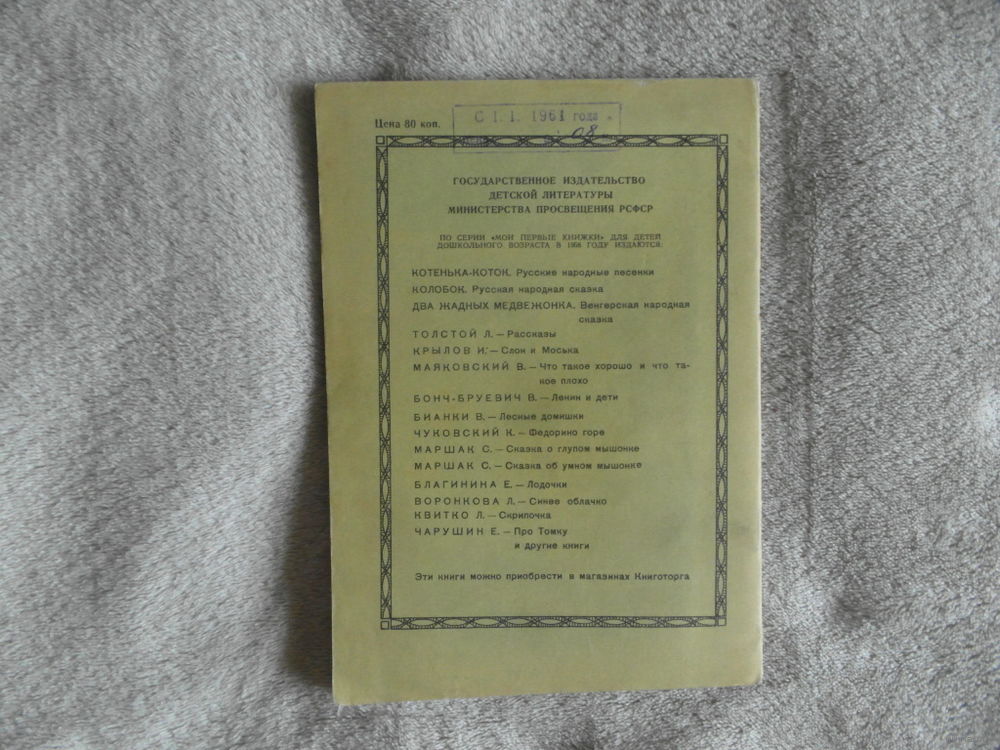 Цена 80 коп.
С 1. 1. 1961 года
08
ГОСУДАРСТВЕННОЕ ИЗДАТЕЛЬСТВО
ДЕТСКОЙ ЛИТЕРАТУРЫ
МИНИСТЕРСТВА ПРОСВЕЩЕНИЯ РСФСР
ПО СЕРИИ «МОИ ПЕРВЫЕ КНИЖКИ» ДЛЯ ДЕТЕЙ
ДОШКОЛЬНОГО ВОЗРАСТА В 1958 ГОДУ ИЗДАЮТСЯ:
КОТЕНЬКА-КОТОК. Русские народные песенки
КОЛОБОК. Русская народная сказка
ДВА ЖАДНЫХ МЕДВЕЖОНКА. Венгерская народная
сказка
ТОЛСТОЙ Л. — Рассказы
КРЫЛОВ И. — Слон и Моська
МАЯКОВСКИЙ В. — Что такое хорошо и что та-
кое плохо
БОНЧ-БРУЕВИЧ В. — Ленин и дети
БИАНКИ В. — Лесные домишки
ЧУКОВСКИЙ К. — Федорино горе
МАРШАК С. — Сказка о глупом мышонке
МАРШАК С. — Сказка об умном мышонке
БЛАГИНИНА Е. — Лодочки
ВОРОНКОВА Л. — Синее облачко
КВИТКО Л. — Скрипочка
ЧАРУШИН Е. — Про Томку
и другие книги
Эти книги можно приобрести в магазинах Книготорга